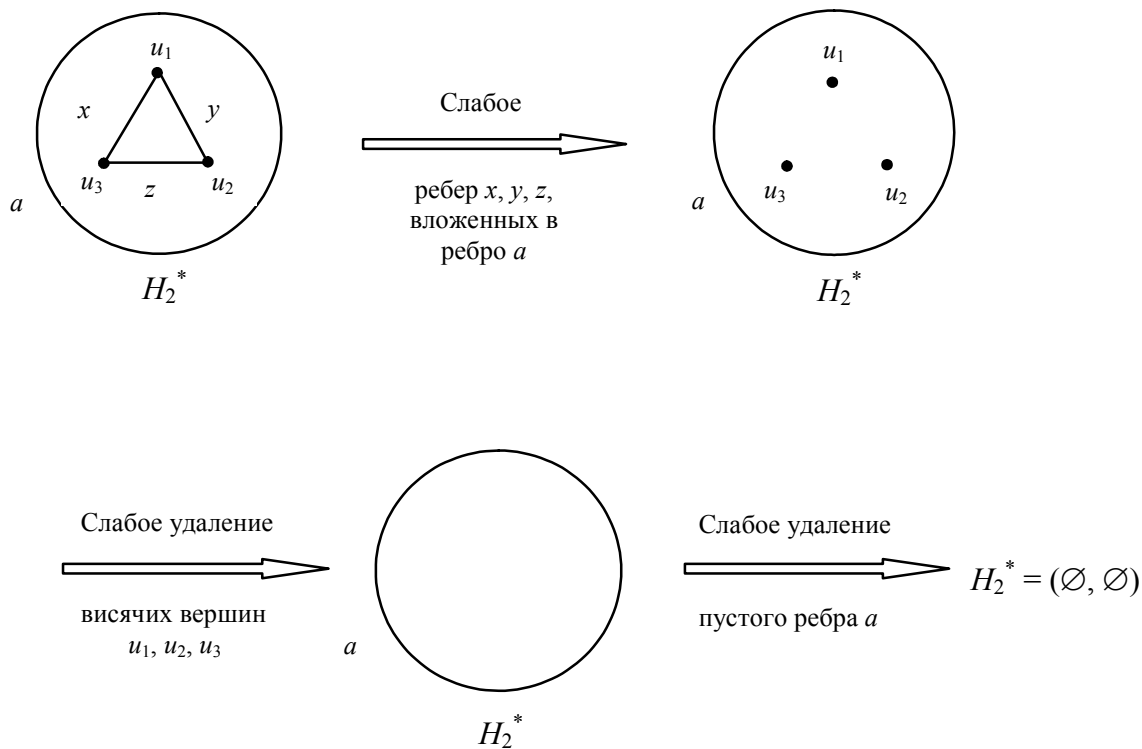 u₁
x
y
u₃
z
u₂
a
H₂*
Слабое
ребер x, y, z,
вложенных в
ребро a
u₁
u₃
u₂
a
H₂*
Слабое удаление
висячих вершин
u₁, u₂, u₃
a
H₂*
Слабое удаление
пустого ребра a
H₂* = (∅, ∅)